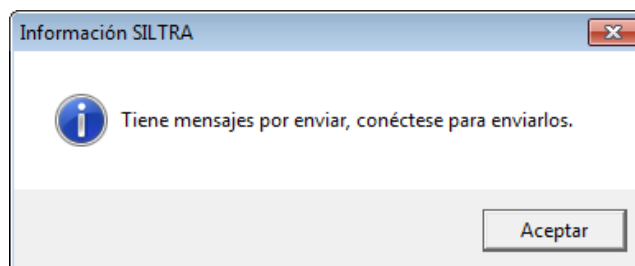 Información SILTRA
Tiene mensajes por enviar, conéctese para enviarlos.
Aceptar